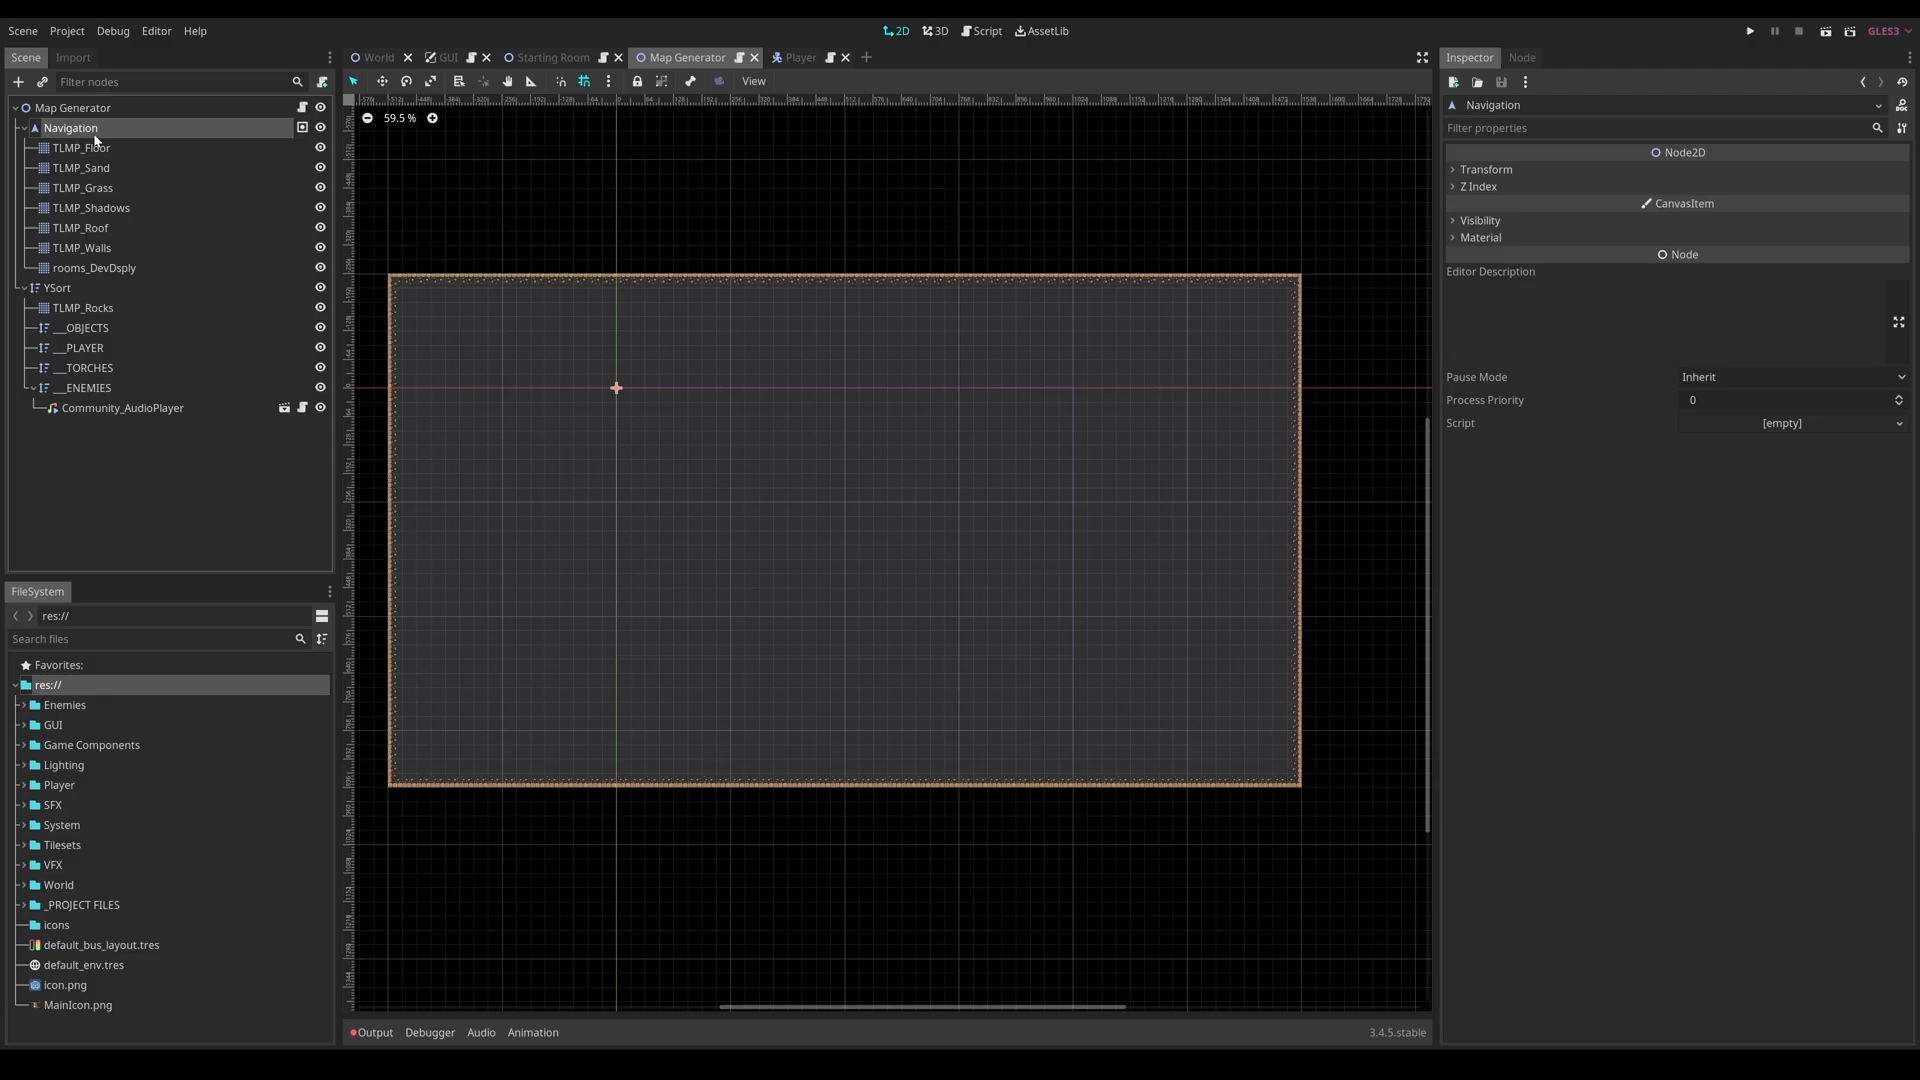 Scene Project Debug Editor Help
2D 3D Script AssetLib
GLES3
Scene Import
World GUI Starting Room Map Generator Player
Inspector Node
Filter nodes
View
Map Generator
Navigation
TLMP_Floor
TLMP_Sand
TLMP_Grass
TLMP_Shadows
TLMP_Roof
TLMP_Walls
rooms_DevDsply
YSort
TLMP_Rocks
__OBJECTS
__PLAYER
__TORCHES
__ENEMIES
Community_AudioPlayer
59.5 %
Navigation
Filter properties
Node2D
Transform
Z Index
CanvasItem
Visibility
Material
Node
Editor Description
Pause Mode Inherit
Process Priority 0
Script [empty]
FileSystem
res://
Search files
Favorites:
res://
Enemies
GUI
Game Components
Lighting
Player
SFX
System
Tilesets
VFX
World
_PROJECT FILES
icons
default_bus_layout.tres
default_env.tres
icon.png
MainIcon.png
Output Debugger Audio Animation
3.4.5.stable